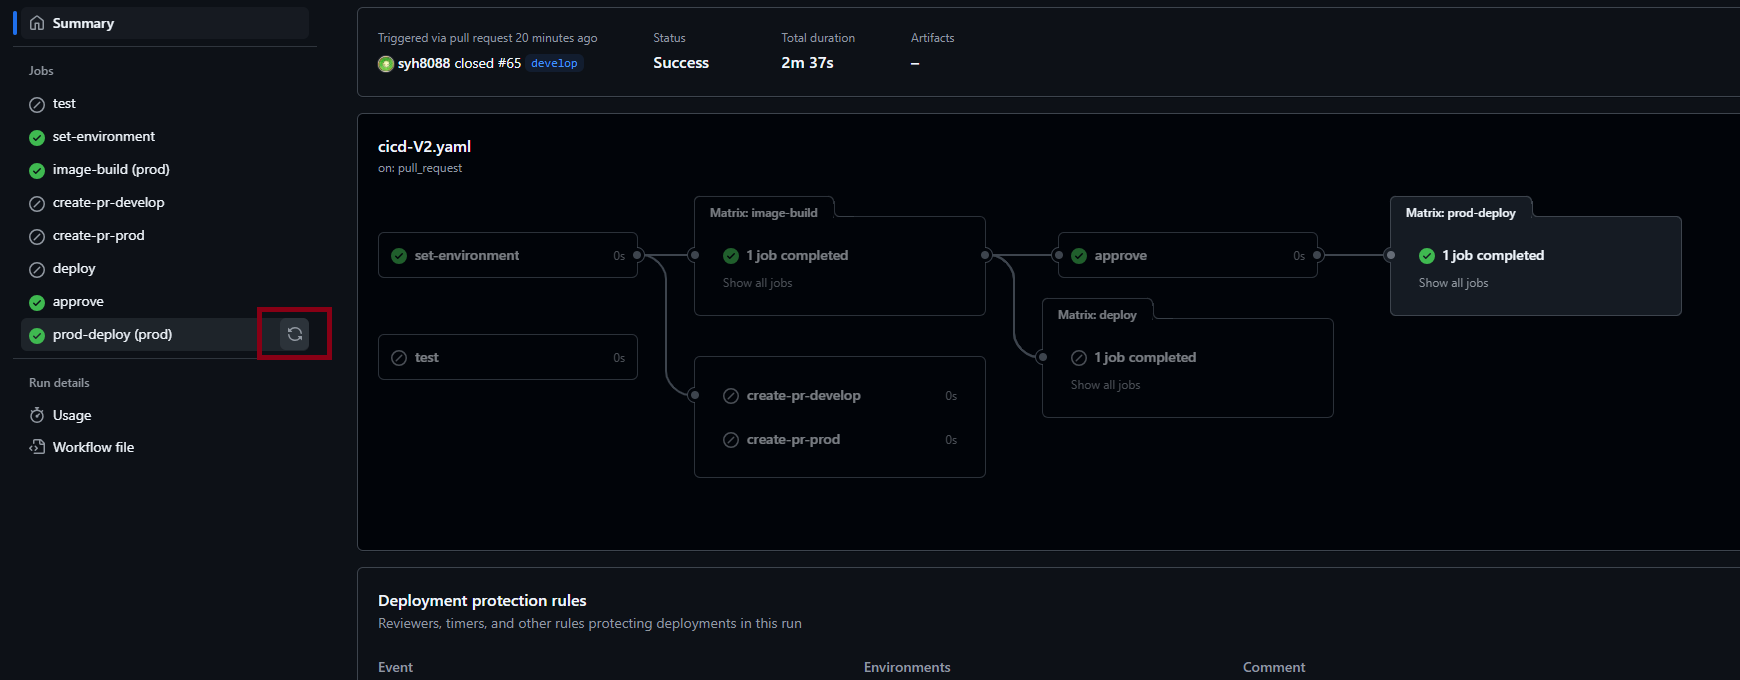 Summary
Jobs
test
set-environment
image-build (prod)
create-pr-develop
create-pr-prod
deploy
approve
prod-deploy (prod)
Run details
Usage
Workflow file
Triggered via pull request 20 minutes ago
syh8088 closed #65 develop
Status
Success
Total duration
2m 37s
Artifacts
–
cicd-V2.yaml
on: pull_request
set-environment 0s
test 0s
Matrix: image-build
1 job completed
Show all jobs
create-pr-develop 0s
create-pr-prod 0s
approve 0s
Matrix: deploy
1 job completed
Show all jobs
Matrix: prod-deploy
1 job completed
Show all jobs
Deployment protection rules
Reviewers, timers, and other rules protecting deployments in this run
Event Environments Comment